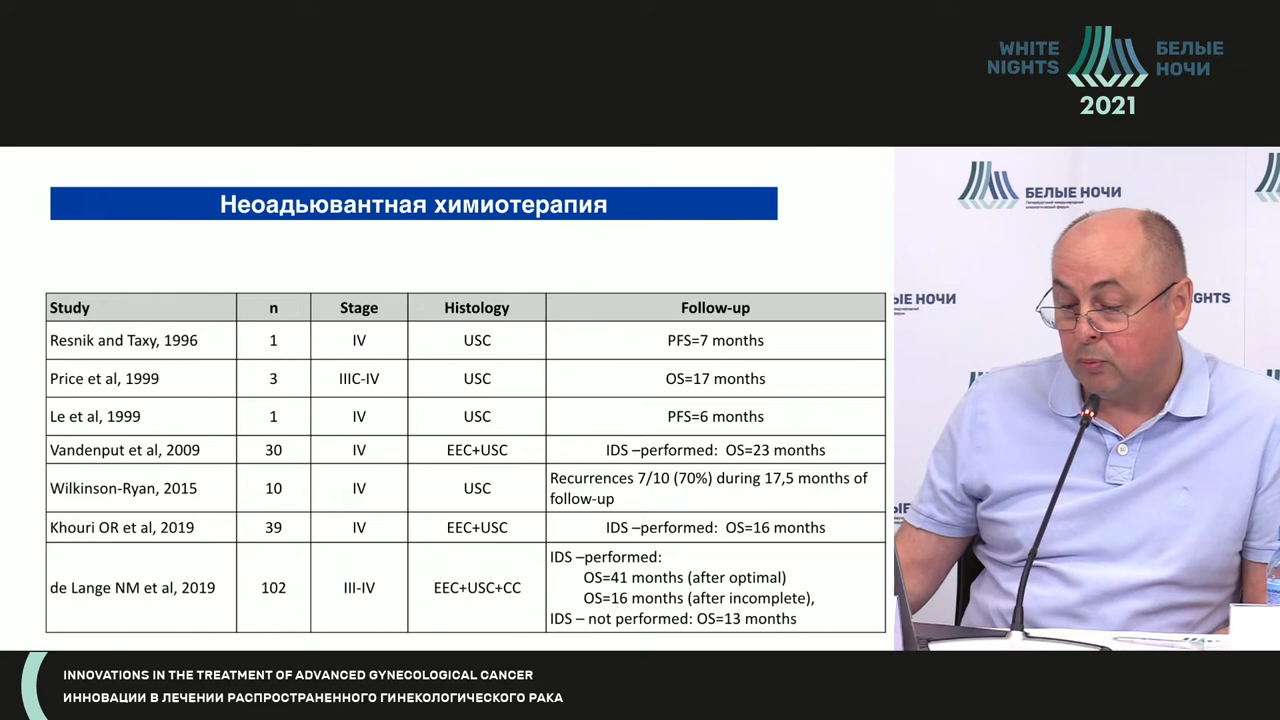 WHITE NIGHTS
БЕЛЫЕ НОЧИ
2021
Неоадьювантная химиотерапия
Study n Stage Histology Follow-up
Resnik and Taxy, 1996 1 IV USC PFS=7 months
Price et al, 1999 3 IIIC-IV USC OS=17 months
Le et al, 1999 1 IV USC PFS=6 months
Vandenput et al, 2009 30 IV EEC+USC IDS –performed: OS=23 months
Wilkinson-Ryan, 2015 10 IV USC Recurrences 7/10 (70%) during 17,5 months of
follow-up
Khouri OR et al, 2019 39 IV EEC+USC IDS –performed: OS=16 months
de Lange NM et al, 2019 102 III-IV EEC+USC+CC IDS –performed:
OS=41 months (after optimal)
OS=16 months (after incomplete),
IDS – not performed: OS=13 months
БЕЛЫЕ НОЧИ
ЫЕ НОЧИ
GHTS
INNOVATIONS IN THE TREATMENT OF ADVANCED GYNECOLOGICAL CANCER
ИННОВАЦИИ В ЛЕЧЕНИИ РАСПРОСТРАНЕННОГО ГИНЕКОЛОГИЧЕСКОГО РАКА